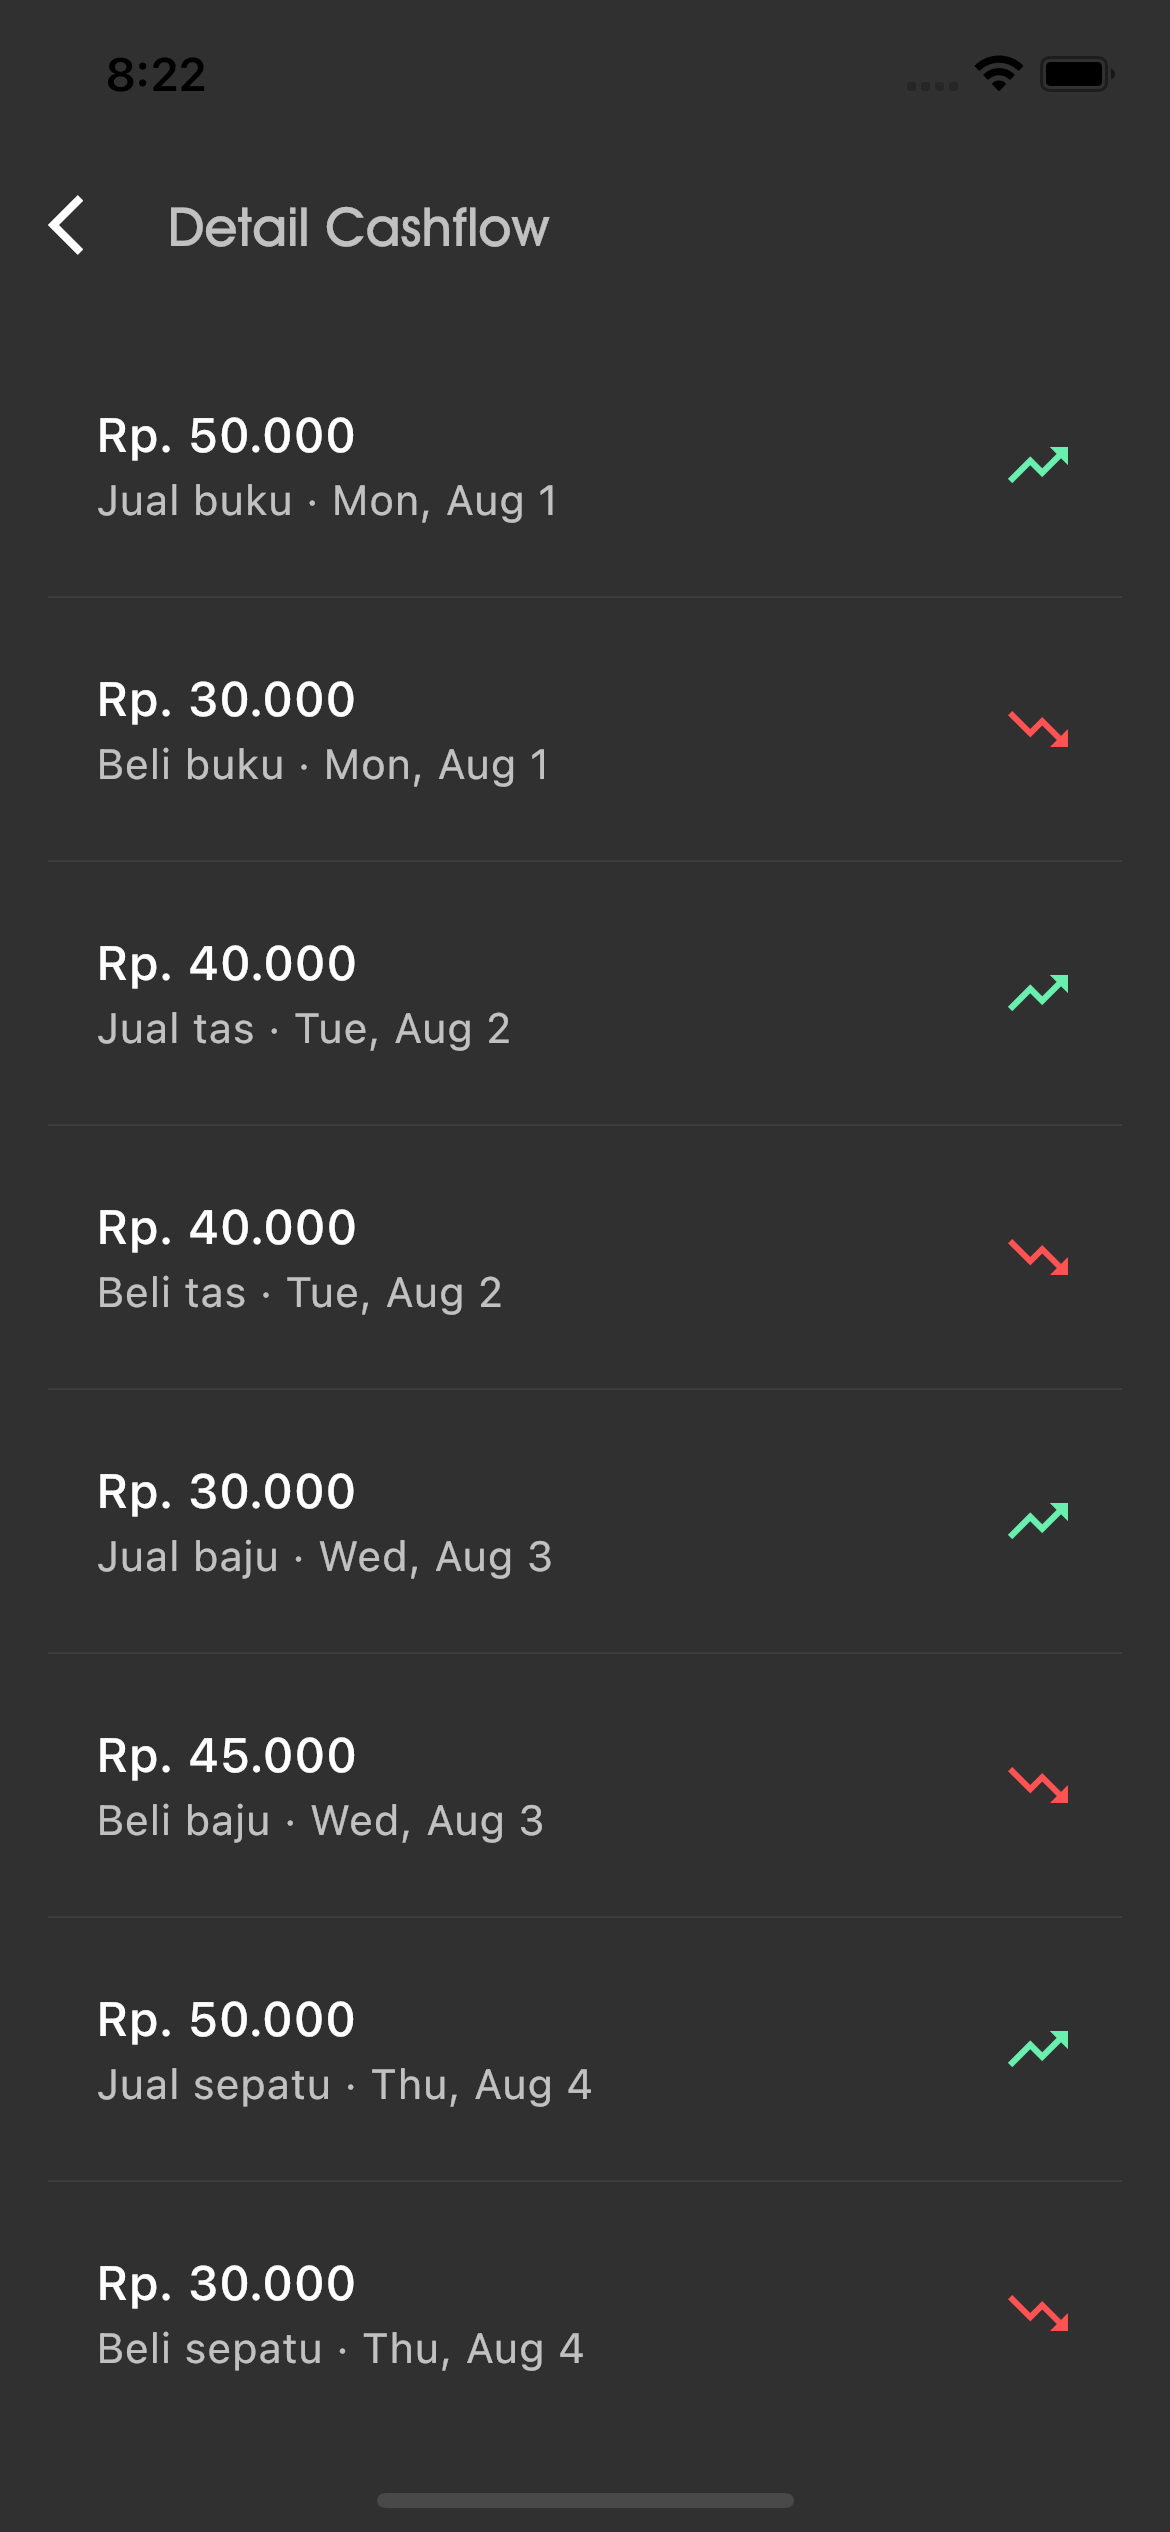 8:22
Detail Cashflow
Rp. 50.000
Jual buku · Mon, Aug 1
Rp. 30.000
Beli buku · Mon, Aug 1
Rp. 40.000
Jual tas · Tue, Aug 2
Rp. 40.000
Beli tas · Tue, Aug 2
Rp. 30.000
Jual baju · Wed, Aug 3
Rp. 45.000
Beli baju · Wed, Aug 3
Rp. 50.000
Jual sepatu · Thu, Aug 4
Rp. 30.000
Beli sepatu · Thu, Aug 4